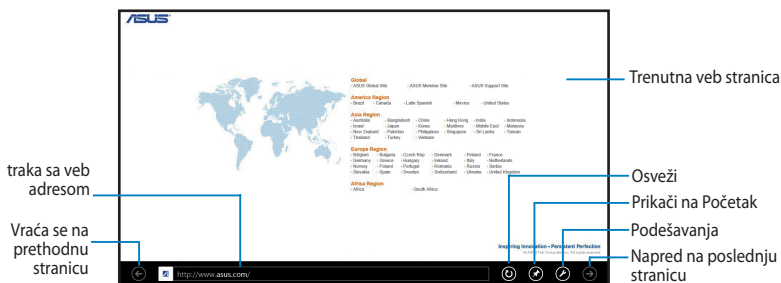 ASUS
Global
ASUS Global Site ASUS Member Site ASUS Support Site
America Region
Brazil Canada Latin Spanish Mexico United States
Asia Region
Australia Bangladesh China Hong Kong India Indonesia
Israel Japan Korea Maldives Middle East Malaysia
New Zealand Pakistan Philippines Singapore Sri Lanka Taiwan
Thailand Turkey Vietnam
Europe Region
Belgium Bulgaria Czech Rep Denmark Finland France
Germany Greece Hungary Ireland Italy Netherlands
Norway Poland Portugal Romania Russia Serbia
Slovakia Spain Sweden Switzerland Ukraine United Kingdom
Africa Region
Africa South Africa
Inspiring Innovation • Persistent Perfection
http://www.asus.com/
Trenutna veb stranica
traka sa veb
adresom
Vraća se na
prethodnu
stranicu
Osveži
Prikači na Početak
Podešavanja
Napred na poslednju
stranicu